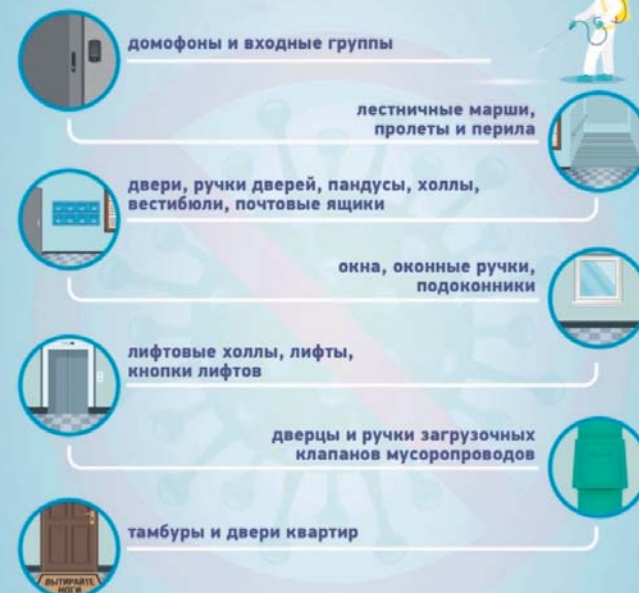 домофоны и входные группы
лестничные марши,
пролеты и перила
двери, ручки дверей, пандусы, холлы,
вестибюли, почтовые ящики
окна, оконные ручки,
подоконники
лифтовые холлы, лифты,
кнопки лифтов
дверцы и ручки загрузочных
клапанов мусоропроводов
тамбуры и двери квартир
ВЫТИРАЙТЕ
НОГИ